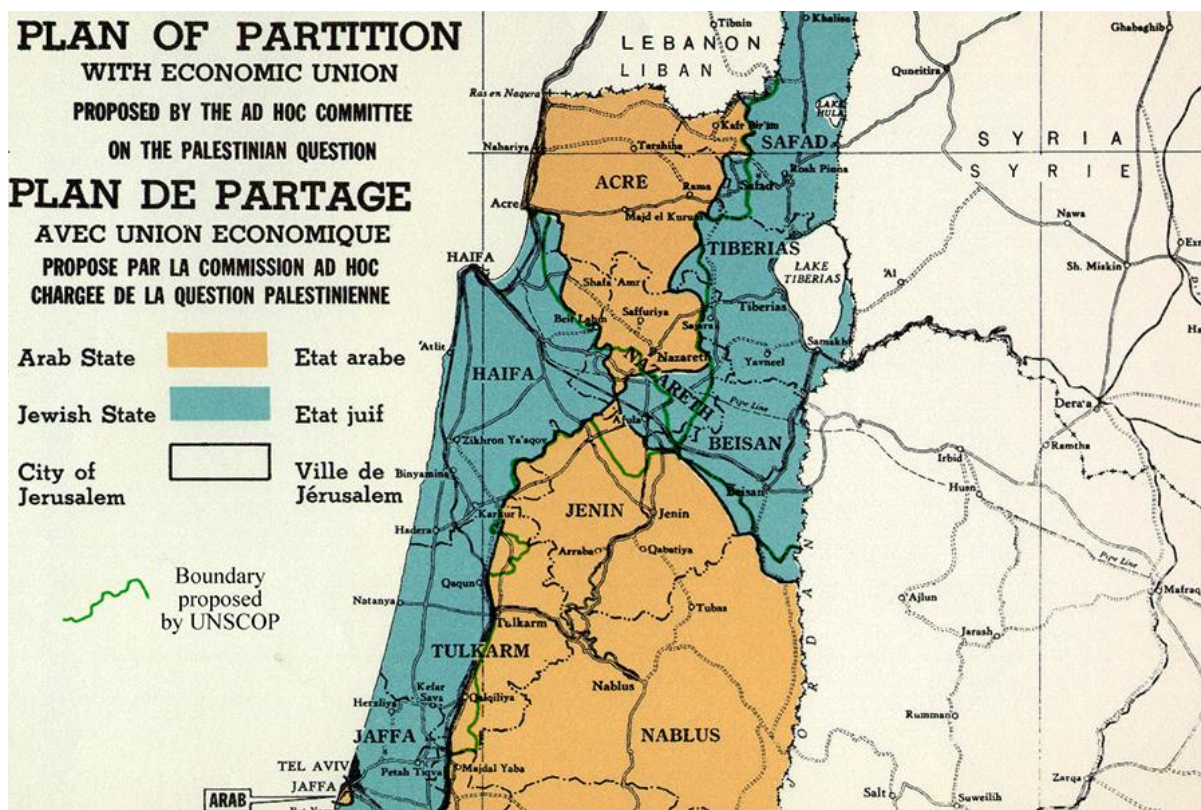 PLAN OF PARTITION
WITH ECONOMIC UNION
PROPOSED BY THE AD HOC COMMITTEE
ON THE PALESTINIAN QUESTION
PLAN DE PARTAGE
AVEC UNION ECONOMIQUE
PROPOSE PAR LA COMMISSION AD HOC
CHARGEE DE LA QUESTION PALESTINIENNE
Arab State
Etat arabe
Jewish State
Etat juif
City of
Jerusalem
Ville de
Jérusalem
Boundary
proposed
by UNSCOP
Tibnin
Khalisa
Ghabaghib
LEBANON
LIBAN
Quneitira
Ras en Naqura
LAKE
HULA
Kafr Bir'im
SAFAD
SYRIA
SYRIE
Nahariya
Tarshiha
Rosh Pinna
Safad
ACRE
Rama
Acre
Majd el Kurum
Nawa
TIBERIAS
HAIFA
LAKE
TIBERIAS
Sh. Miskin
'Al
Shafa 'Amr
Saffuriya
Tiberias
Beit Lahm
Sajara
'Atlit
Nazareth
Yavneel
Samakh
NAZARETH
HAIFA
Pipe Line
Dera'a
Afula
Ramtha
Zikhron Ya'aqov
BEISAN
Irbid
Binyamina
Beisan
Husn
Karkur
JENIN
Jenin
Hadera
Arraba
Qabatiya
Pipe Line
Qaqun
Mafraq
Natanya
Tubas
'Ajlun
Tulkarm
Jarash
TULKARM
Nablus
Kefar
Sava
Qalqiliya
Herzliya
Rumman
JAFFA
NABLUS
TEL AVIV
Petah Tiqva
Majdal Yaba
JAFFA
Zarqa
ARAB
Salt
Suweilih
ORDAN